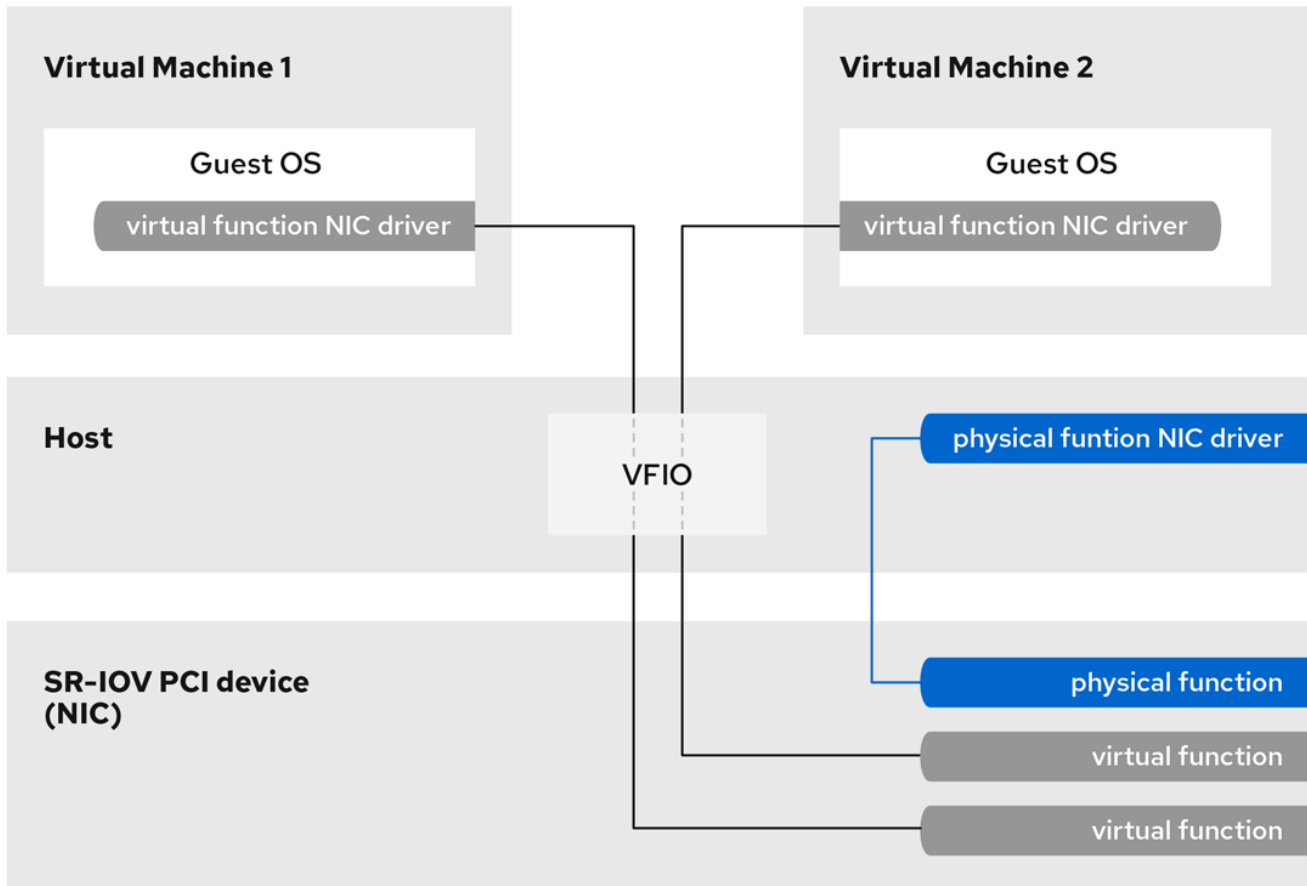 Virtual Machine 1
Guest OS
virtual function NIC driver
Virtual Machine 2
Guest OS
virtual function NIC driver
Host
VFIO
physical funtion NIC driver
SR-IOV PCI device
(NIC)
physical function
virtual function
virtual function